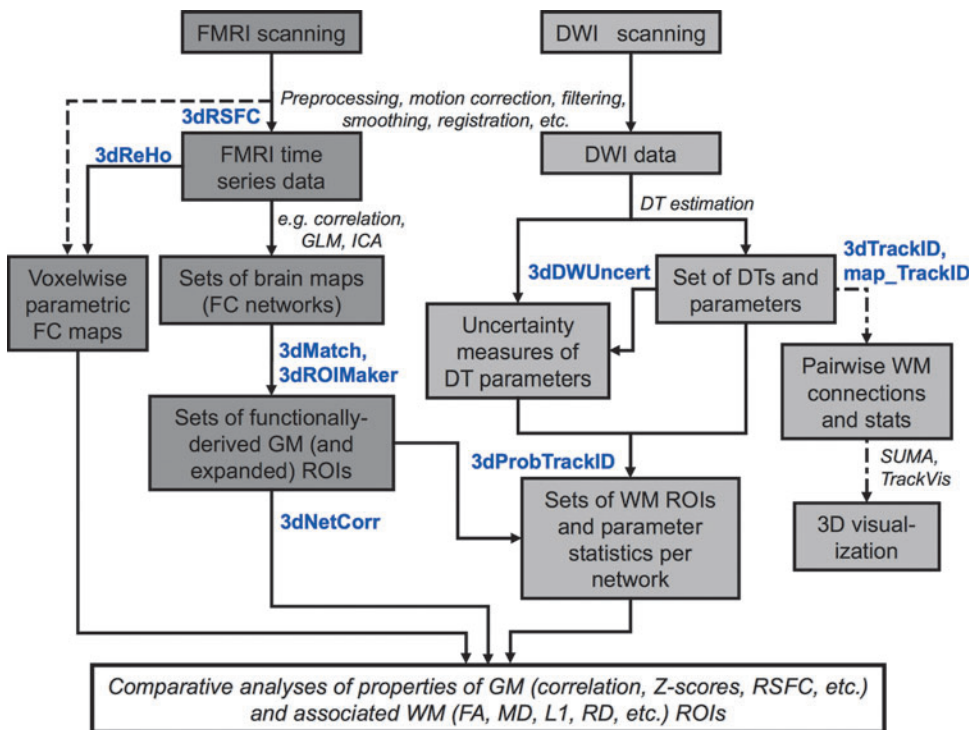 FMRI scanning
DWI scanning
Preprocessing, motion correction, filtering,
smoothing, registration, etc.
3dRSFC
3dReHo
FMRI time
series data
DWI data
e.g. correlation,
GLM, ICA
DT estimation
Voxelwise
parametric
FC maps
Sets of brain maps
(FC networks)
3dDWUncert
Set of DTs and
parameters
3dTrackID,
map_TrackID
Uncertainty
measures of
DT parameters
3dMatch,
3dROIMaker
Pairwise WM
connections
and stats
Sets of functionally-
derived GM (and
expanded) ROIs
3dProbTrackID
SUMA,
TrackVis
3dNetCorr
Sets of WM ROIs
and parameter
statistics per
network
3D visual-
ization
Comparative analyses of properties of GM (correlation, Z-scores, RSFC, etc.)
and associated WM (FA, MD, L1, RD, etc.) ROIs